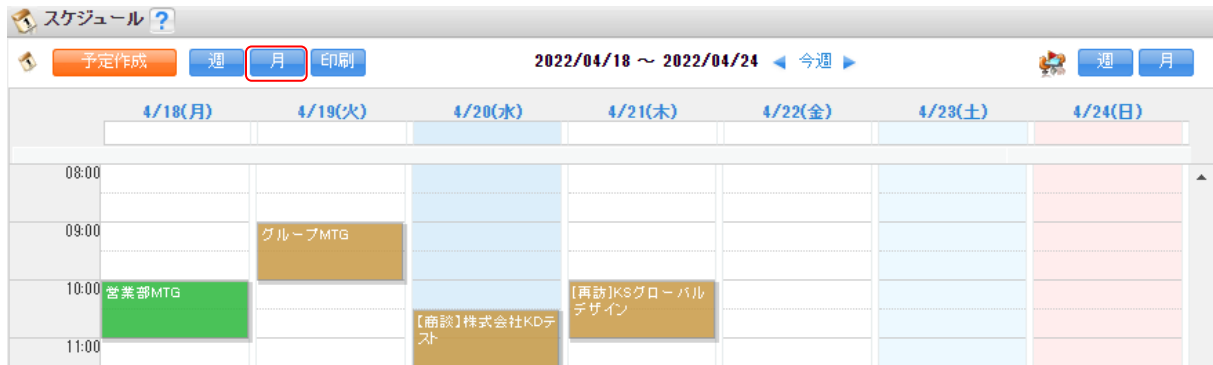 スケジュール ?
予定作成 週 月 印刷 2022/04/18 ～ 2022/04/24 今週 週 月
4/18(月) 4/19(火) 4/20(水) 4/21(木) 4/22(金) 4/23(土) 4/24(日)
08:00
09:00 グループMTG
10:00 営業部MTG [再訪]KSグローバル
デザイン
【商談】株式会社KDテ
スト
11:00